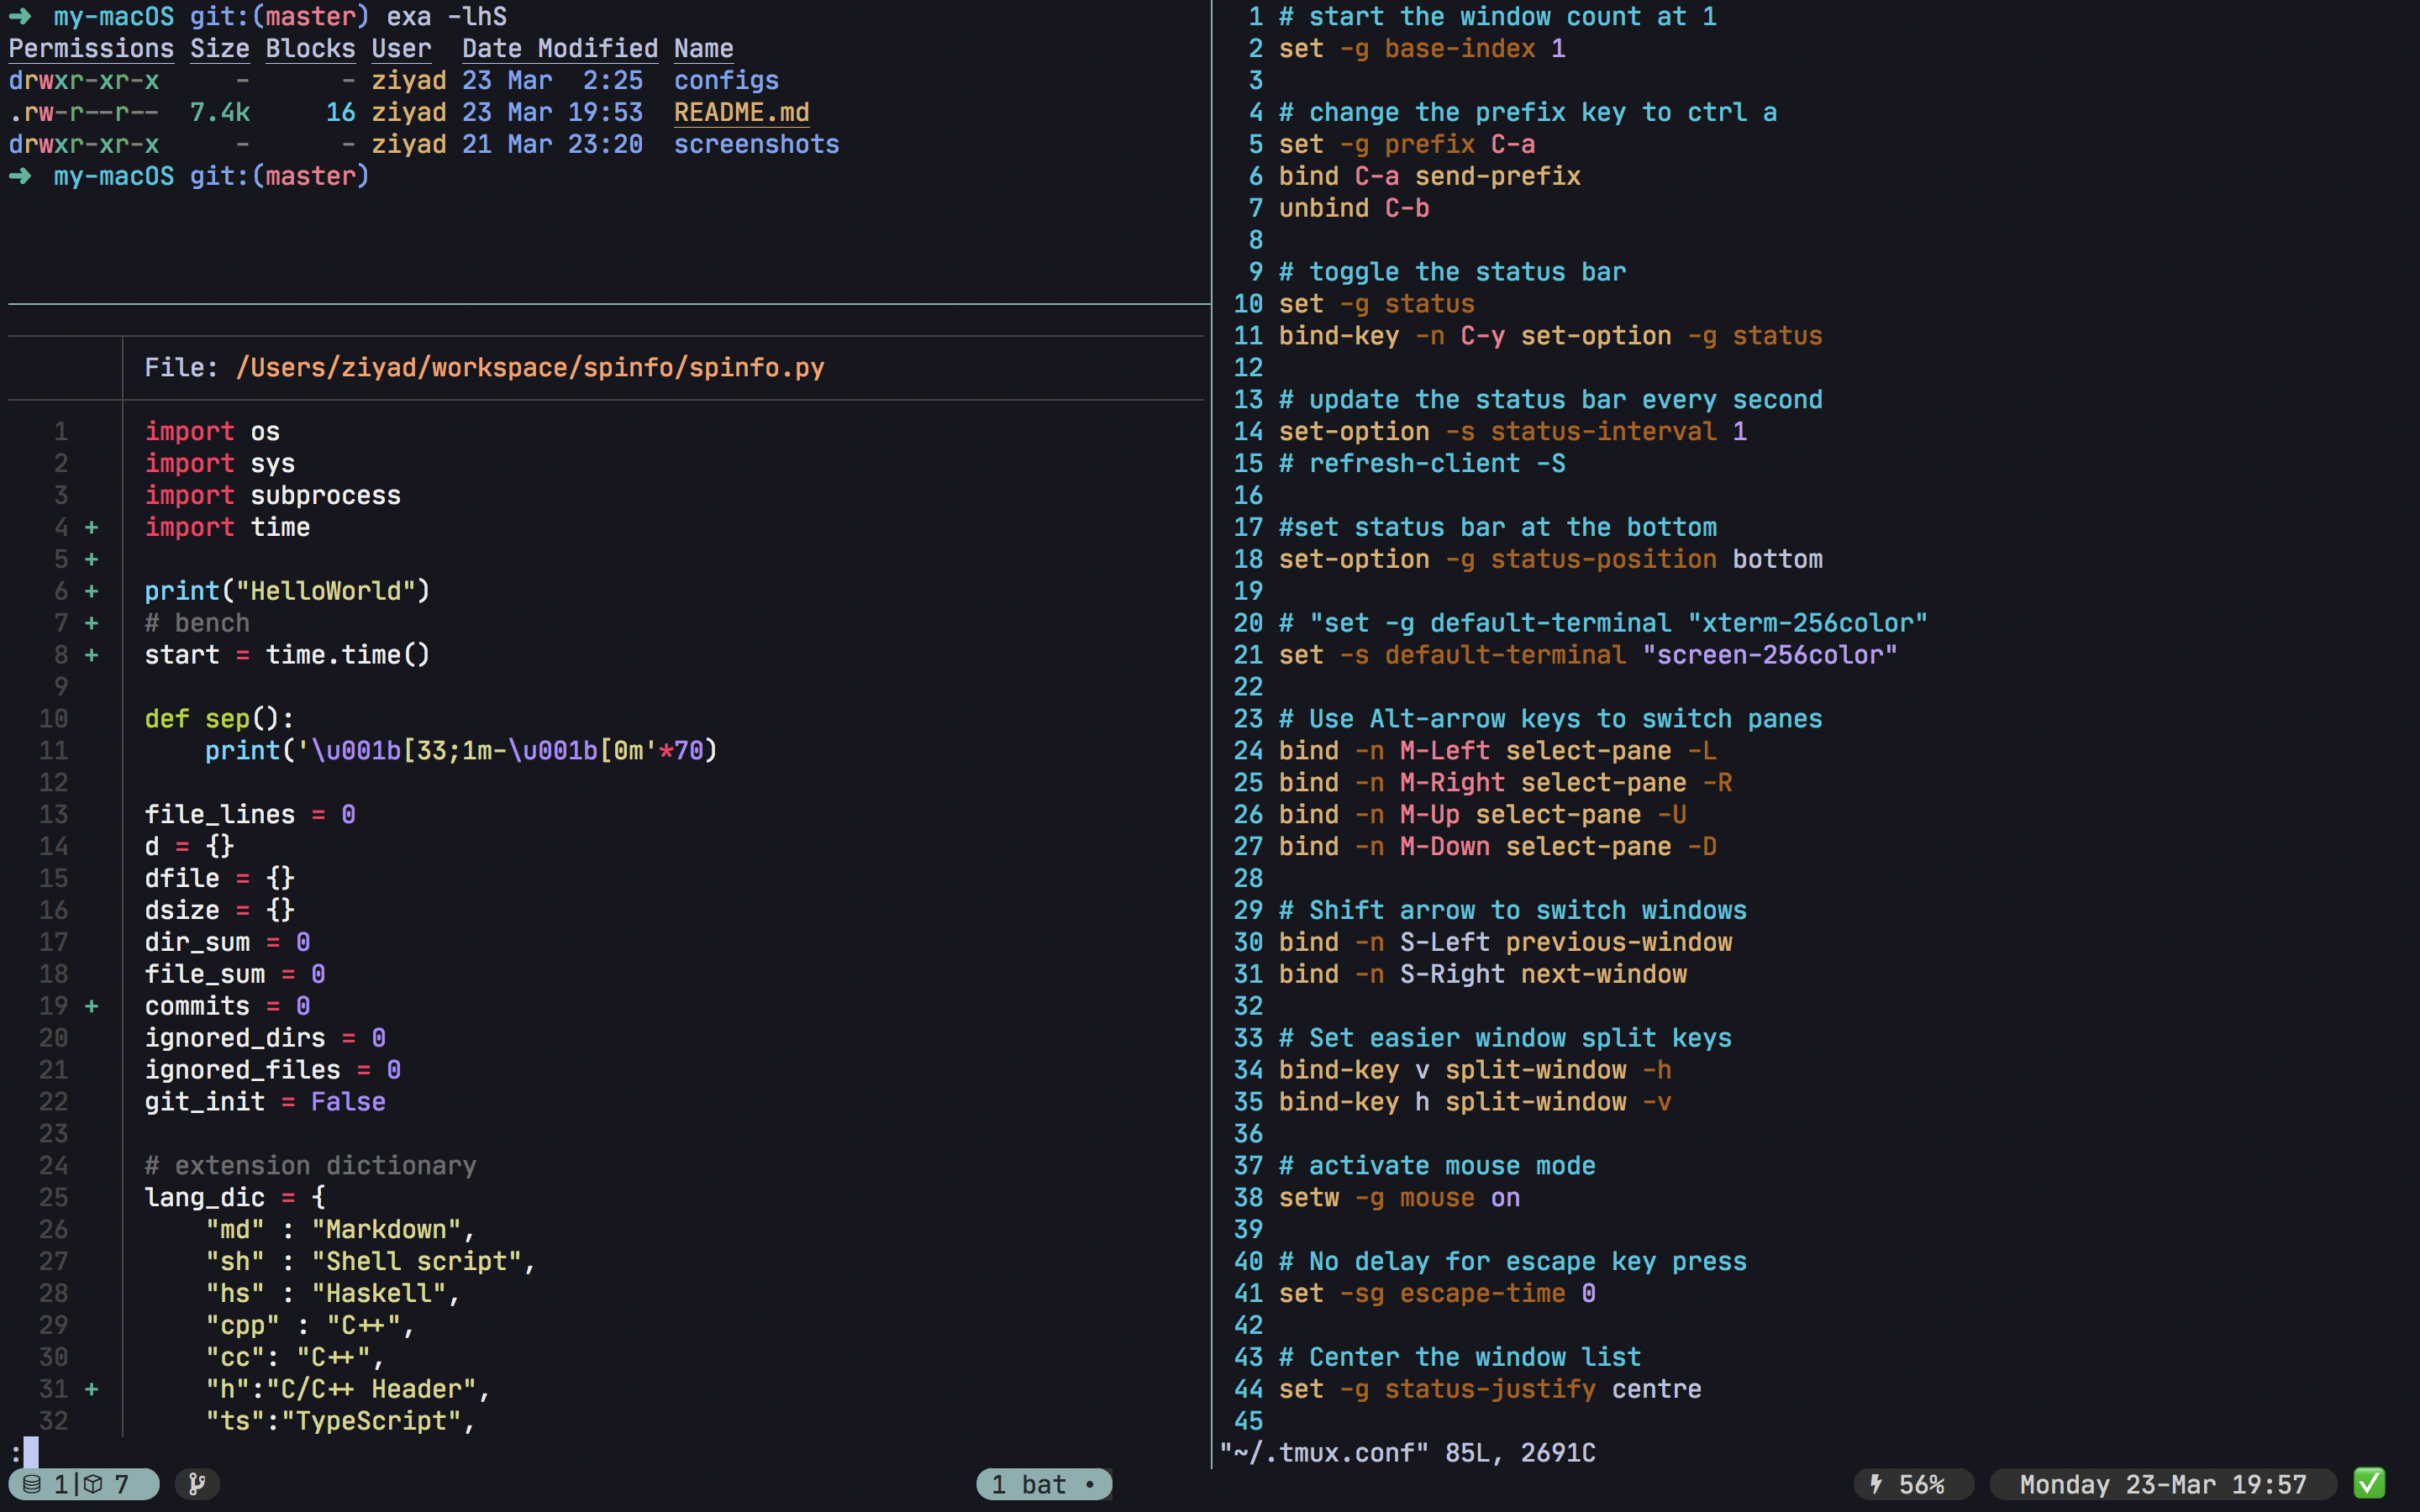 ➜  my-macOS git:(master) exa -lhS
Permissions Size Blocks User  Date Modified Name
drwxr-xr-x     -      - ziyad 23 Mar  2:25  configs
.rw-r--r--  7.4k     16 ziyad 23 Mar 19:53  README.md
drwxr-xr-x     -      - ziyad 21 Mar 23:20  screenshots
➜  my-macOS git:(master)
File: /Users/ziyad/workspace/spinfo/spinfo.py
1 import os
2 import sys
3 import subprocess
4 + import time
5 +
6 + print("HelloWorld")
7 + # bench
8 + start = time.time()
9
10 def sep():
11     print('\u001b[33;1m-\u001b[0m'*70)
12
13 file_lines = 0
14 d = {}
15 dfile = {}
16 dsize = {}
17 dir_sum = 0
18 file_sum = 0
19 + commits = 0
20 ignored_dirs = 0
21 ignored_files = 0
22 git_init = False
23
24 # extension dictionary
25 lang_dic = {
26     "md" : "Markdown",
27     "sh" : "Shell script",
28     "hs" : "Haskell",
29     "cpp" : "C++",
30     "cc": "C++",
31 +     "h":"C/C++ Header",
32     "ts":"TypeScript",
:
1 # start the window count at 1
2 set -g base-index 1
3
4 # change the prefix key to ctrl a
5 set -g prefix C-a
6 bind C-a send-prefix
7 unbind C-b
8
9 # toggle the status bar
10 set -g status
11 bind-key -n C-y set-option -g status
12
13 # update the status bar every second
14 set-option -s status-interval 1
15 # refresh-client -S
16
17 #set status bar at the bottom
18 set-option -g status-position bottom
19
20 # "set -g default-terminal "xterm-256color"
21 set -s default-terminal "screen-256color"
22
23 # Use Alt-arrow keys to switch panes
24 bind -n M-Left select-pane -L
25 bind -n M-Right select-pane -R
26 bind -n M-Up select-pane -U
27 bind -n M-Down select-pane -D
28
29 # Shift arrow to switch windows
30 bind -n S-Left previous-window
31 bind -n S-Right next-window
32
33 # Set easier window split keys
34 bind-key v split-window -h
35 bind-key h split-window -v
36
37 # activate mouse mode
38 setw -g mouse on
39
40 # No delay for escape key press
41 set -sg escape-time 0
42
43 # Center the window list
44 set -g status-justify centre
45
"~/.tmux.conf" 85L, 2691C
1| 7
1 bat •
56%
Monday 23-Mar 19:57